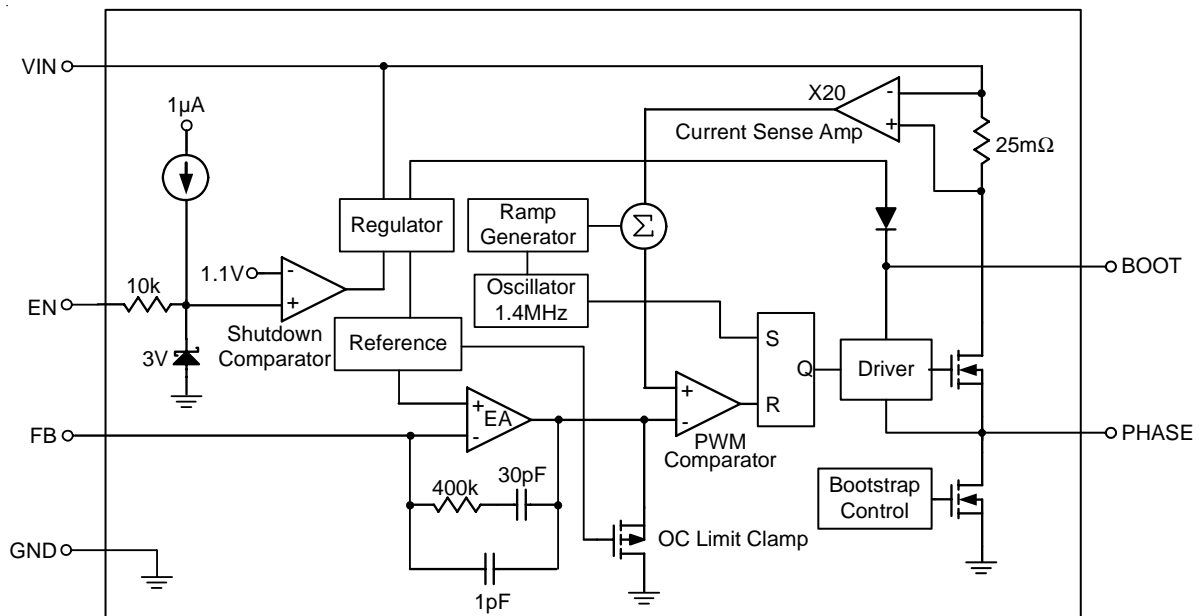 VIN
1µA
X20
-
+
Current Sense Amp
25mΩ
Regulator
Ramp
Generator
Σ
1.1V
-
+
10k
EN
Oscillator
1.4MHz
BOOT
Shutdown
Comparator
3V
Reference
S
Q
R
Driver
+
EA
-
+
-
FB
PWM
Comparator
PHASE
400k
30pF
Bootstrap
Control
OC Limit Clamp
GND
1pF